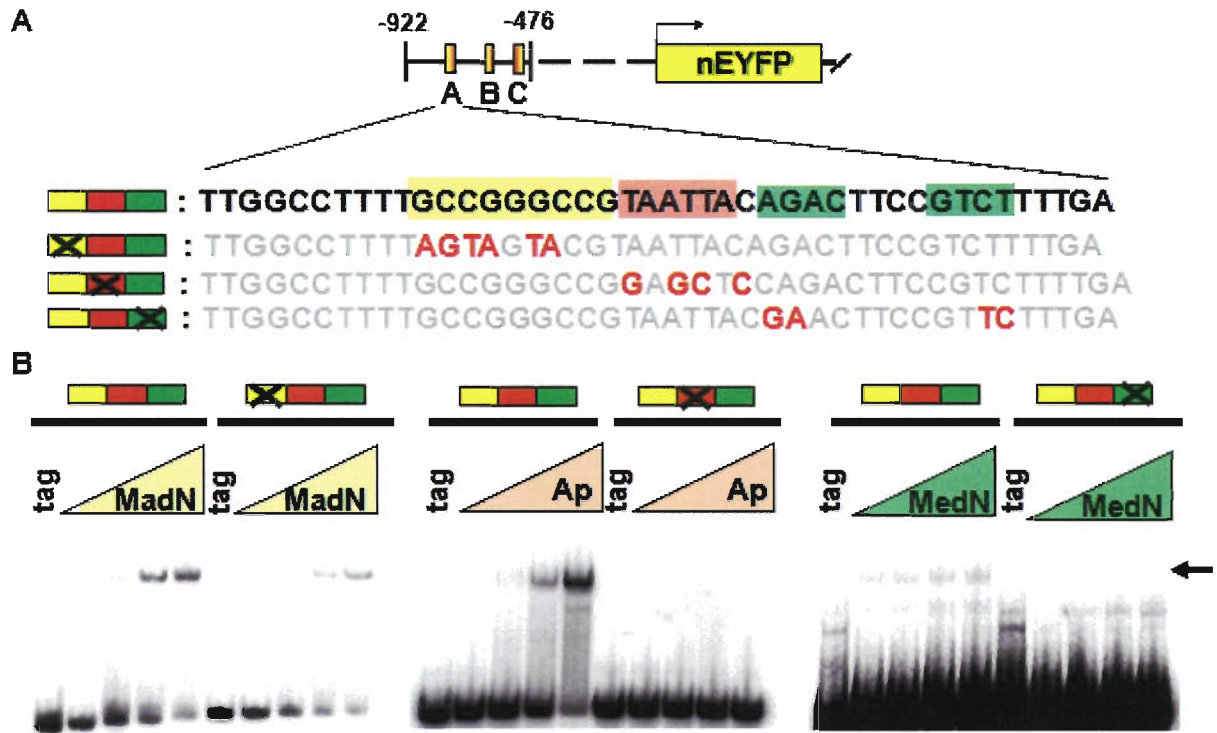 A
-922
-476
nEYFP
A B C
: TTGGCCTTTTGCCGGGCCGTAATTACAGACTTCCGTCTTTTGA
: TTGGCCTTTTAGTAGTACGTAATTACAGACTTCCGTCTTTTGA
: TTGGCCTTTTGCCGGGCCGGAGCTCCAGACTTCCGTCTTTTGA
: TTGGCCTTTTGCCGGGCCGTAATTACGAACTTCCGTTCTTTGA
B
tag MadN tag MadN tag Ap tag Ap tag MedN tag MedN